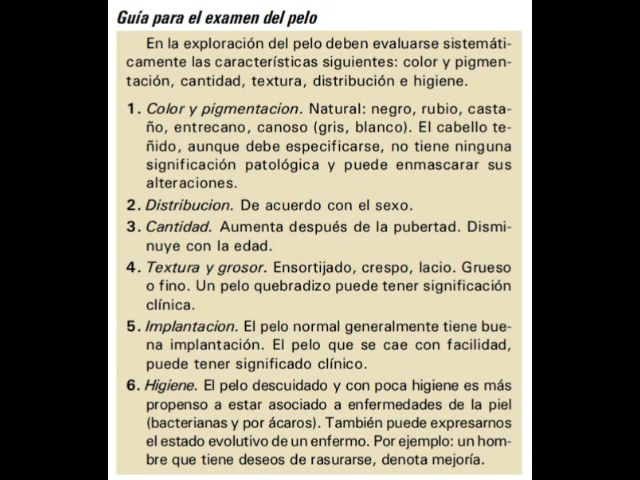 Guía para el examen del pelo
En la exploración del pelo deben evaluarse sistemáti-
camente las características siguientes: color y pigmen-
tación, cantidad, textura, distribución e higiene.
1. Color y pigmentacion. Natural: negro, rubio, casta-
ño, entrecano, canoso (gris, blanco). El cabello te-
ñido, aunque debe especificarse, no tiene ninguna
significación patológica y puede enmascarar sus
alteraciones.
2. Distribucion. De acuerdo con el sexo.
3. Cantidad. Aumenta después de la pubertad. Dismi-
nuye con la edad.
4. Textura y grosor. Ensortijado, crespo, lacio. Grueso
o fino. Un pelo quebradizo puede tener significación
clínica.
5. Implantacion. El pelo normal generalmente tiene bue-
na implantación. El pelo que se cae con facilidad,
puede tener significado clínico.
6. Higiene. El pelo descuidado y con poca higiene es más
propenso a estar asociado a enfermedades de la piel
(bacterianas y por ácaros). También puede expresarnos
el estado evolutivo de un enfermo. Por ejemplo: un hom-
bre que tiene deseos de rasurarse, denota mejoría.